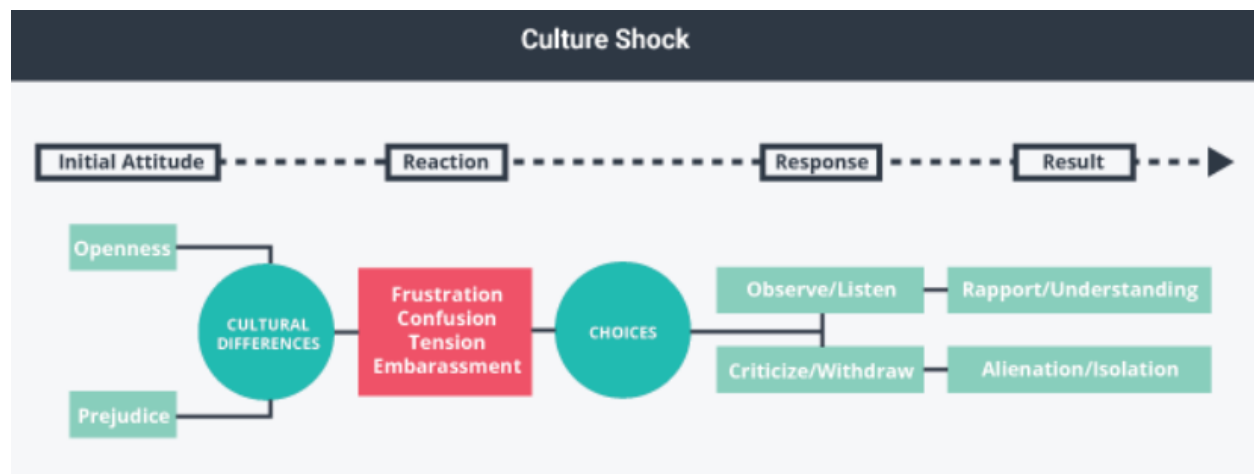 Culture Shock
Initial Attitude
Reaction
Response
Result
Openness
Prejudice
CULTURAL
DIFFERENCES
Frustration
Confusion
Tension
Embarassment
CHOICES
Observe/Listen
Rapport/Understanding
Criticize/Withdraw
Alienation/Isolation